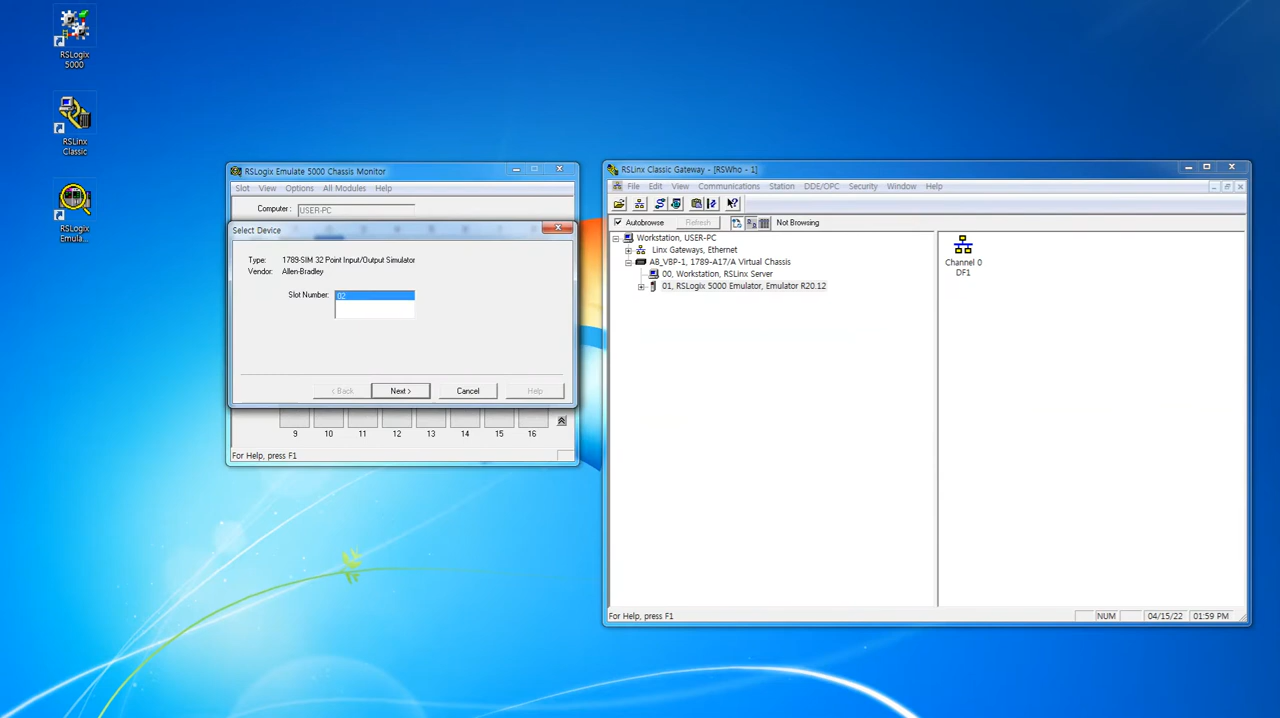 RSLogix
5000
RSLinx
Classic
RSLogix
Emula...
RSLogix Emulate 5000 Chassis Monitor
Slot View Options All Modules Help
Computer : USER-PC
Select Device
Type: 1789-SIM 32 Point Input/Output Simulator
Vendor: Allen-Bradley
Slot Number: 02
< Back Next > Cancel Help
9 10 11 12 13 14 15 16
For Help, press F1
RSLinx Classic Gateway - [RSWho - 1]
File Edit View Communications Station DDE/OPC Security Window Help
Autobrowse Refresh Not Browsing
Workstation, USER-PC
Linx Gateways, Ethernet
AB_VBP-1, 1789-A17/A Virtual Chassis
00, Workstation, RSLinx Server
01, RSLogix 5000 Emulator, Emulator R20.12
Channel 0
DF1
For Help, press F1
NUM 04/15/22 01:59 PM